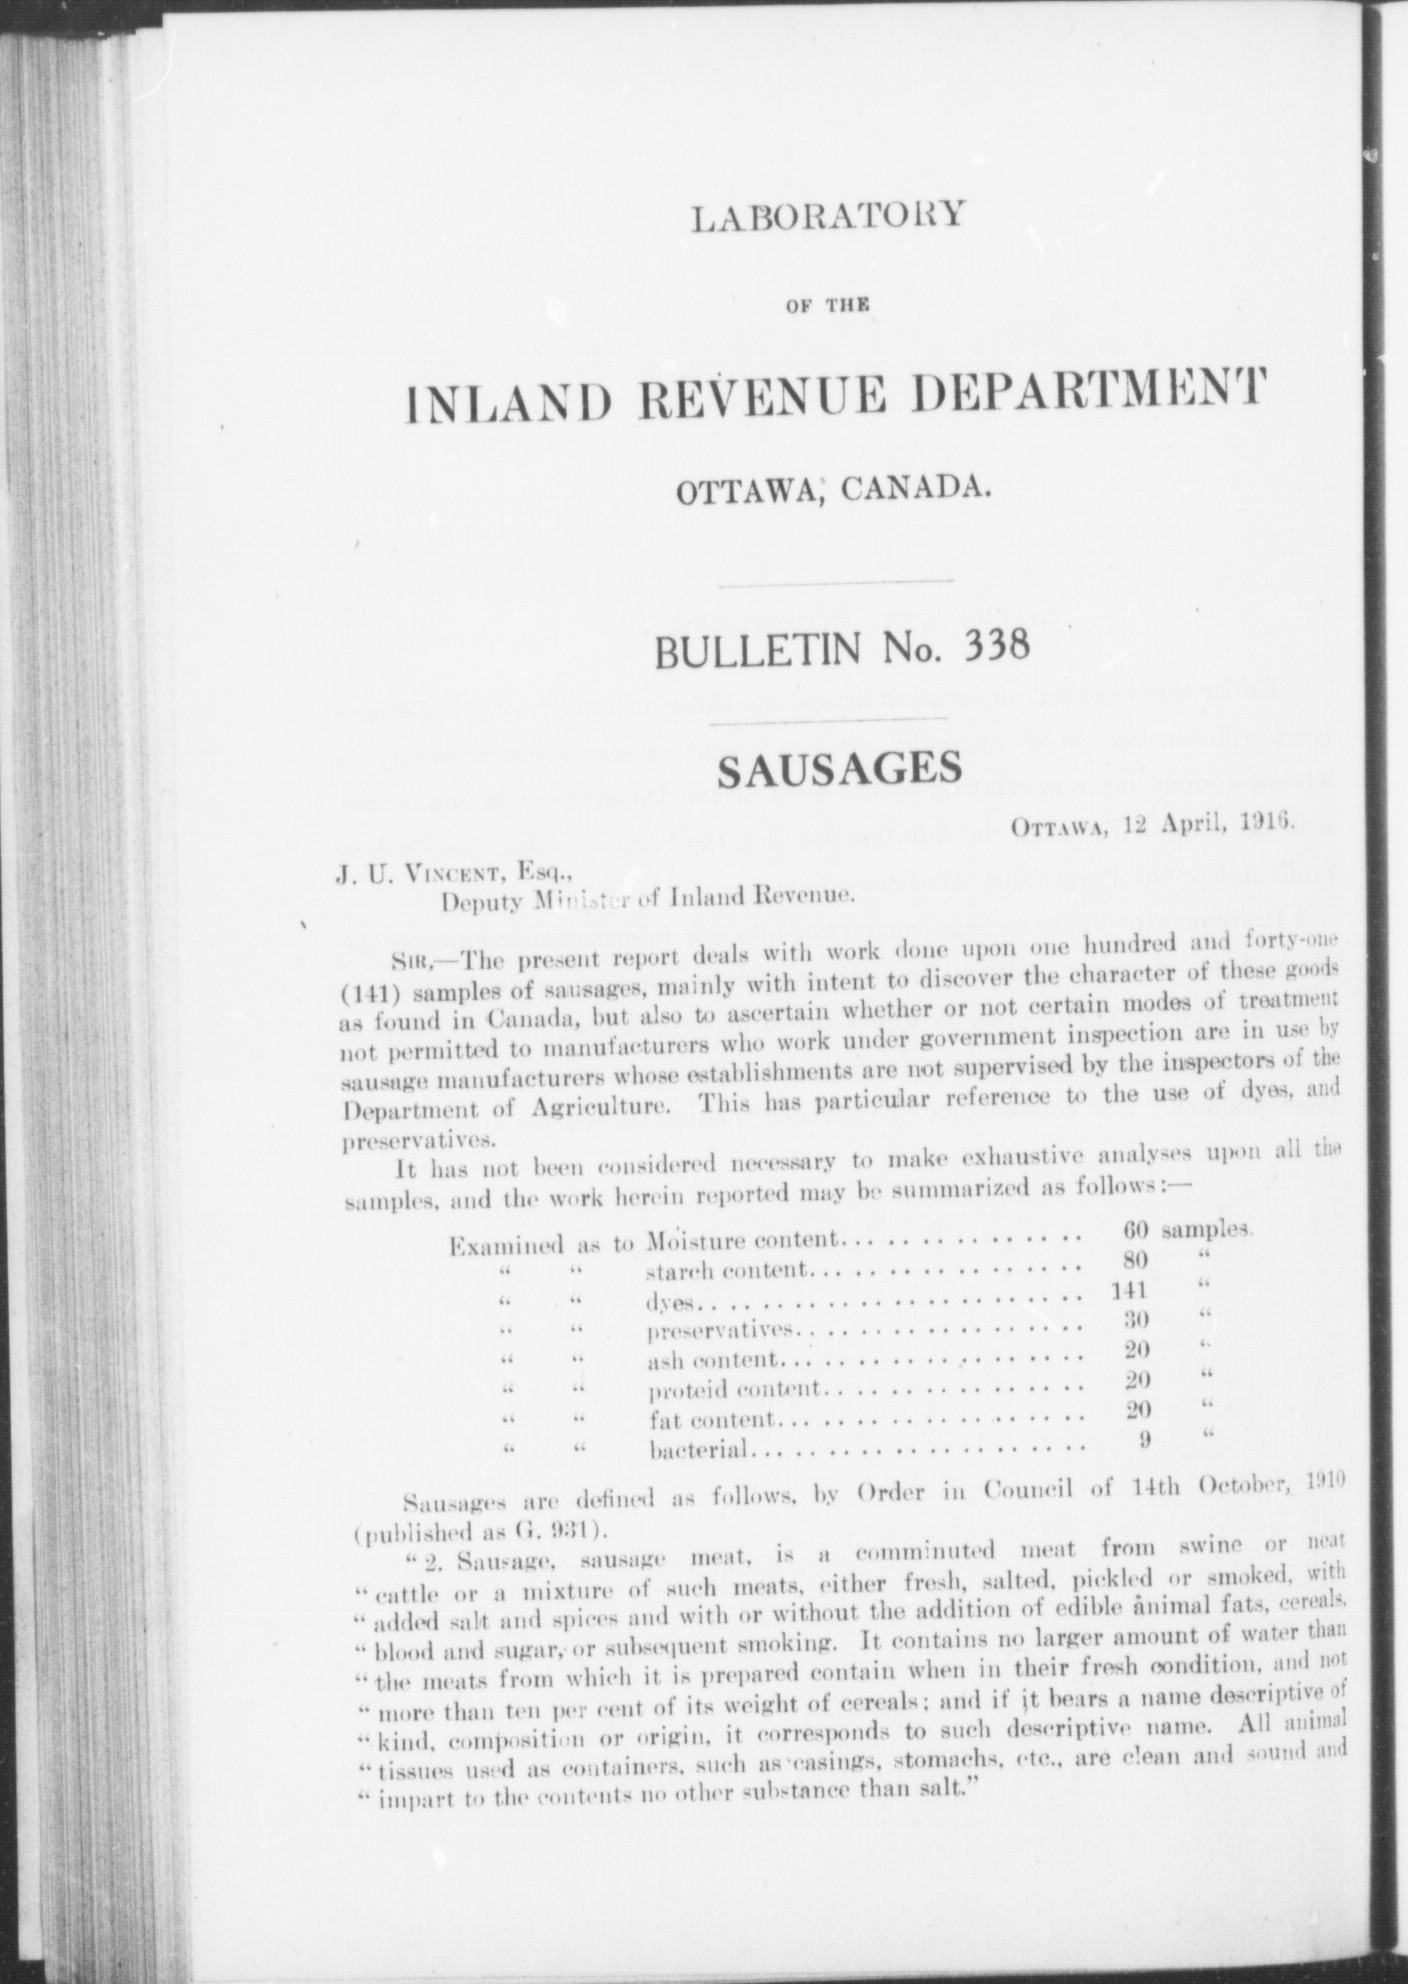 LABORATORY
OF THE
INLAND REVENUE DEPARTMENT
OTTAWA, CANADA.
BULLETIN No. 338
SAUSAGES
OTTAWA, 12 April, 1916.
J. U. VINCENT, Esq.,
Deputy Minister of Inland Revenue.
SIR,—The present report deals with work done upon one hundred and forty-one
(141) samples of sausages, mainly with intent to discover the character of these goods
as found in Canada, but also to ascertain whether or not certain modes of treatment
not permitted to manufacturers who work under government inspection are in use by
sausage manufacturers whose establishments are not supervised by the inspectors of the
Department of Agriculture. This has particular reference to the use of dyes, and
preservatives.
It has not been considered necessary to make exhaustive analyses upon all the
samples, and the work herein reported may be summarized as follows:—
Examined as to Moisture content................ 60 samples.
“ “ starch content................. 80 “
“ “ dyes........................ 141 “
“ “ preservatives.................. 30 “
“ “ ash content................... 20 “
“ “ proteid content................ 20 “
“ “ fat content................... 20 “
“ “ bacterial..................... 9 “
Sausages are defined as follows, by Order in Council of 14th October, 1910
(published as G. 931).
“ 2. Sausage, sausage meat, is a comminuted meat from swine or neat
“ cattle or a mixture of such meats, either fresh, salted, pickled or smoked, with
“ added salt and spices and with or without the addition of edible animal fats, cereals,
“ blood and sugar, or subsequent smoking. It contains no larger amount of water than
“ the meats from which it is prepared contain when in their fresh condition, and not
“ more than ten per cent of its weight of cereals; and if it bears a name descriptive of
“ kind, composition or origin, it corresponds to such descriptive name. All animal
“ tissues used as containers, such as casings, stomachs, etc., are clean and sound and
“ impart to the contents no other substance than salt.”